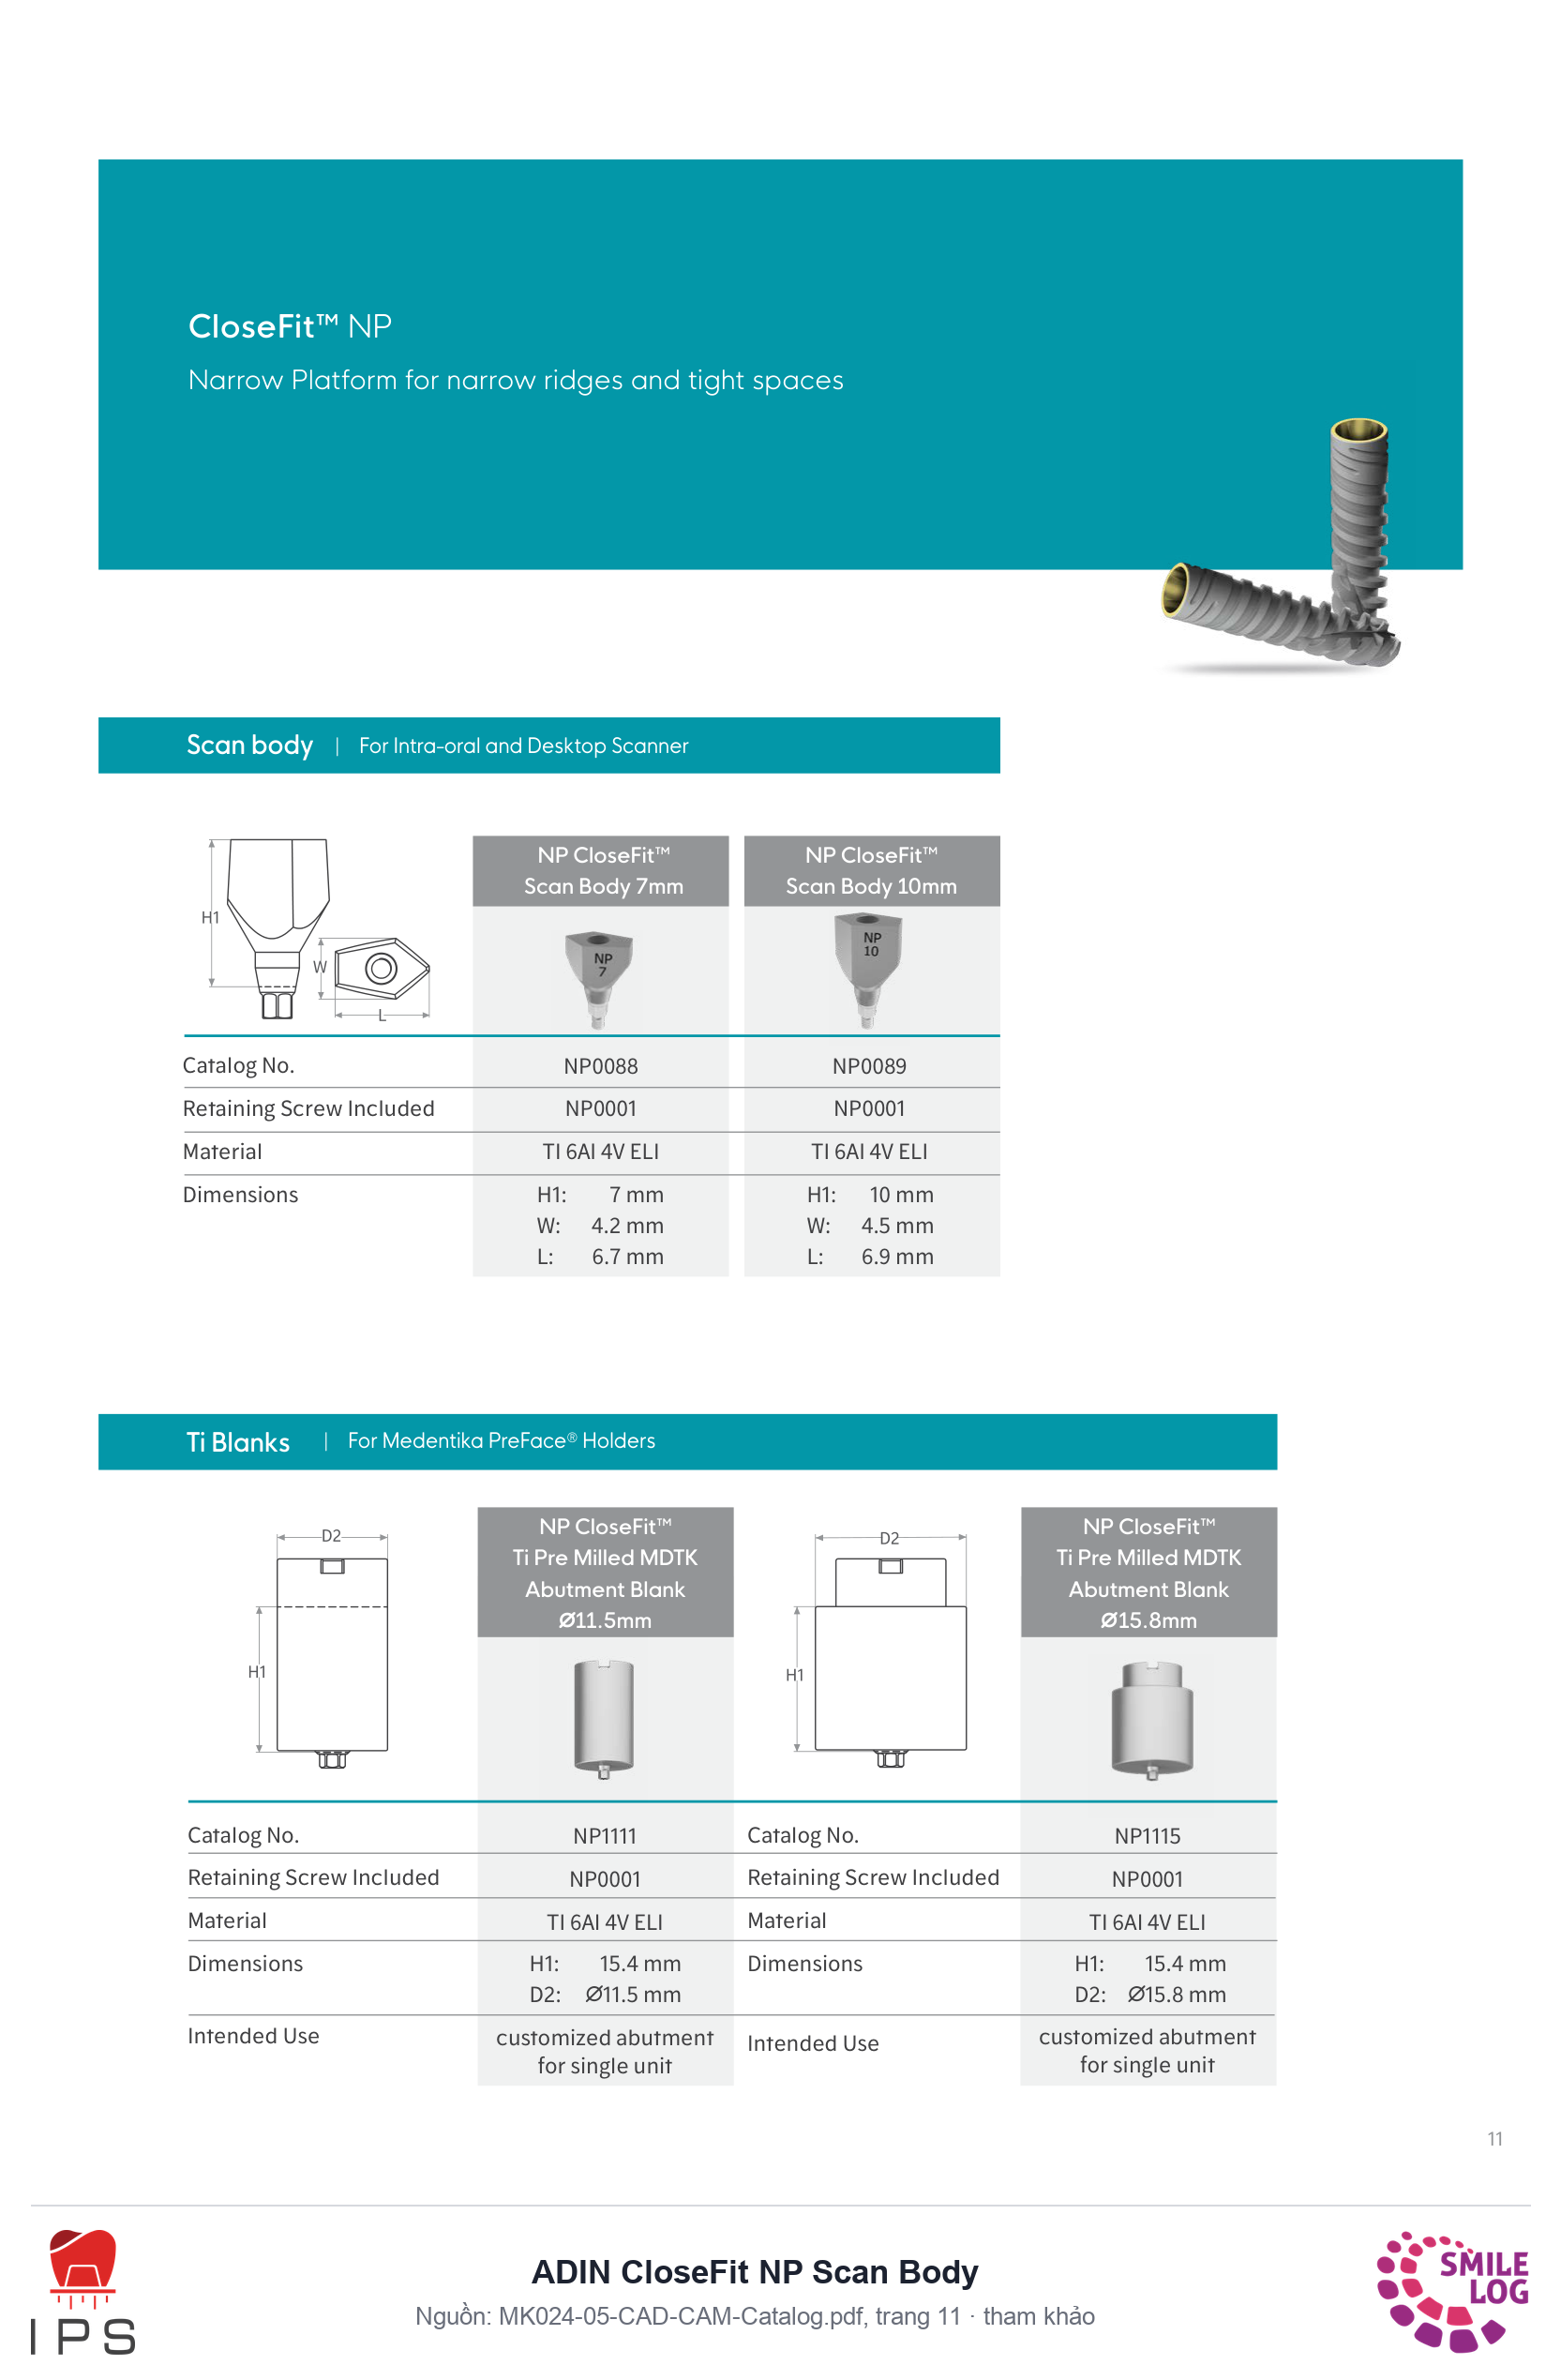 CloseFit™ NP
Narrow Platform for narrow ridges and tight spaces
Scan body | For Intra-oral and Desktop Scanner
H1
W
L
NP CloseFit™
Scan Body 7mm
NP CloseFit™
Scan Body 10mm
NP
7
NP
10
Catalog No. NP0088 NP0089
Retaining Screw Included NP0001 NP0001
Material TI 6AI 4V ELI TI 6AI 4V ELI
Dimensions H1: 7 mm H1: 10 mm
W: 4.2 mm W: 4.5 mm
L: 6.7 mm L: 6.9 mm
Ti Blanks | For Medentika PreFace® Holders
D2
H1
NP CloseFit™
Ti Pre Milled MDTK
Abutment Blank
Ø11.5mm
D2
H1
NP CloseFit™
Ti Pre Milled MDTK
Abutment Blank
Ø15.8mm
Catalog No. NP1111 Catalog No. NP1115
Retaining Screw Included NP0001 Retaining Screw Included NP0001
Material TI 6AI 4V ELI Material TI 6AI 4V ELI
Dimensions H1: 15.4 mm Dimensions H1: 15.4 mm
D2: Ø11.5 mm D2: Ø15.8 mm
Intended Use customized abutment Intended Use customized abutment
for single unit for single unit
11
IPS
ADIN CloseFit NP Scan Body
Nguồn: MK024-05-CAD-CAM-Catalog.pdf, trang 11 · tham khảo
SMILE
LOG